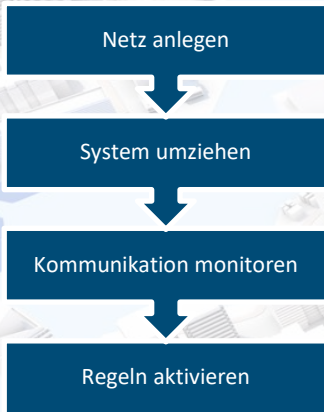 Netz anlegen
System umziehen
Kommunikation monitoren
Regeln aktivieren